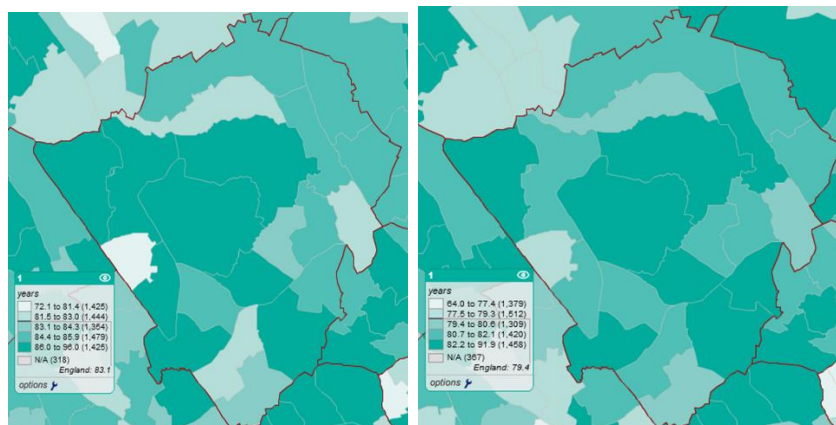 1
years
72.1 to 81.4 (1,425)
81.5 to 83.0 (1,444)
83.1 to 84.3 (1,354)
84.4 to 85.9 (1,479)
86.0 to 96.0 (1,425)
N/A (318)
England: 83.1
options
1
years
64.0 to 77.4 (1,379)
77.5 to 79.3 (1,512)
79.4 to 80.6 (1,309)
80.7 to 82.1 (1,420)
82.2 to 91.9 (1,458)
N/A (367)
England: 79.4
options